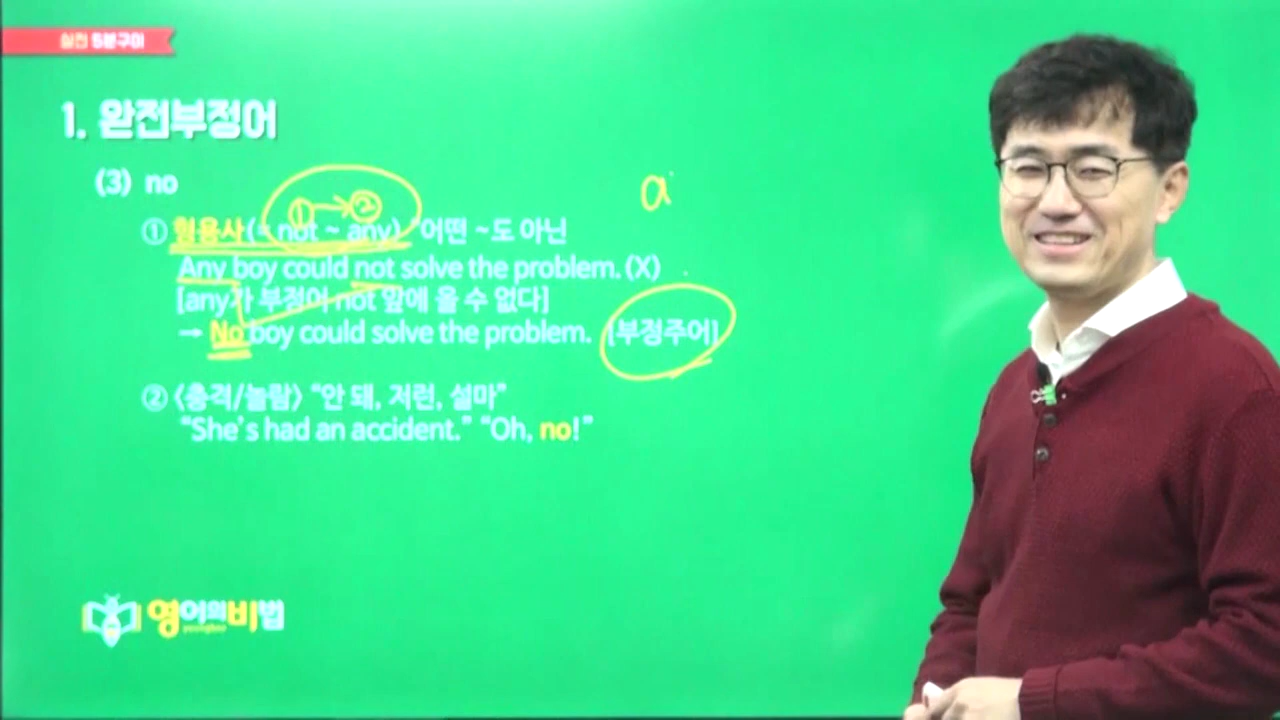 실전 5분구미
1. 완전부정어
(3) no
① → ②
a
① 형용사(= not ~ any) “어떤 ~도 아닌
Any boy could not solve the problem. (X)
[any가 부정어 not 앞에 올 수 없다]
→ No boy could solve the problem. [부정주어]
② <충격/놀람> “안 돼, 저런, 설마”
“She's had an accident.” “Oh, no!”
영어의비법